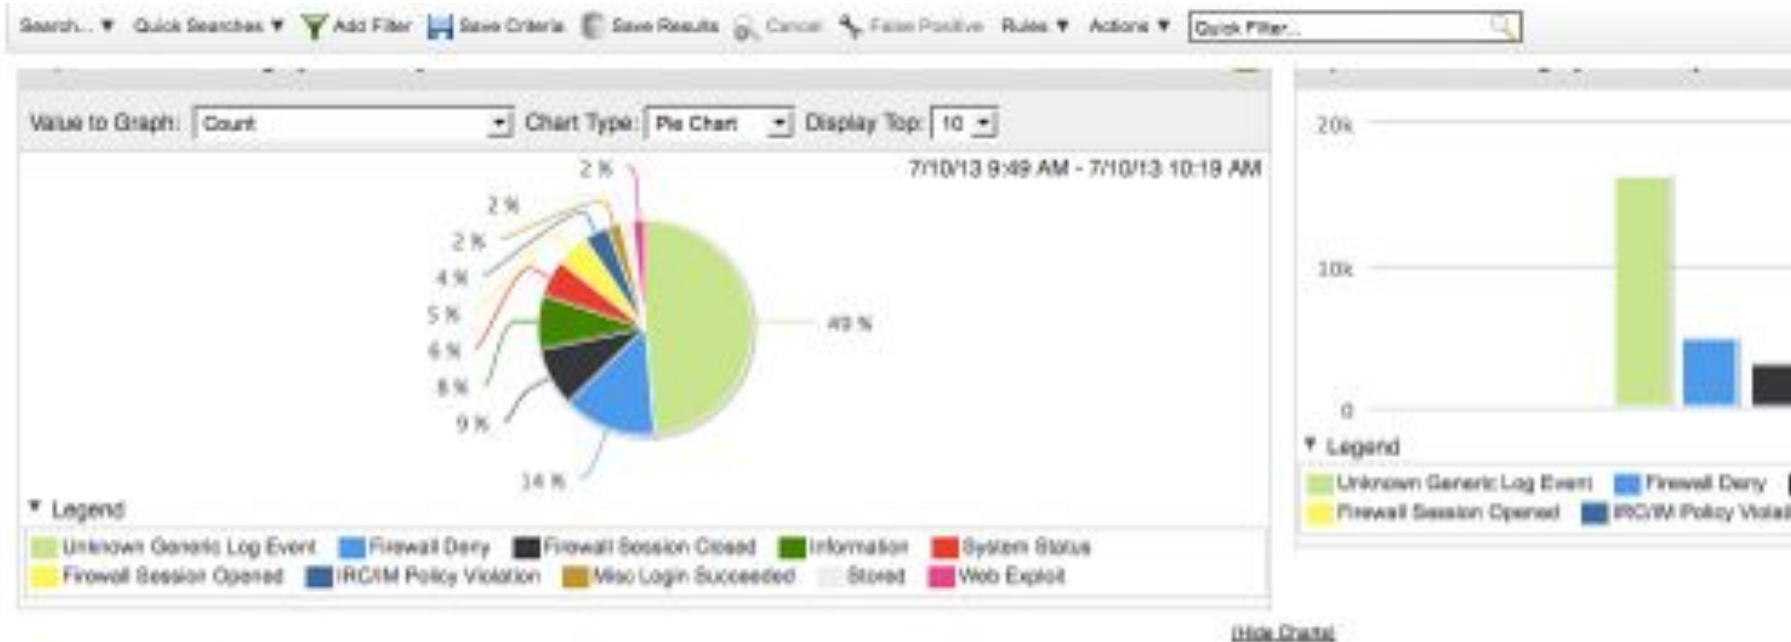 Search... ▼ Quick Searches ▼ Add Filter Save Criteria Save Results Cancel False Positive Rules ▼ Actions ▼ Quick Filter...
Value to Graph: Count Chart Type: Pie Chart Display Top: 10
7/10/13 9:49 AM - 7/10/13 10:19 AM
2 %
2 %
2 %
4 %
5 %
6 %
8 %
9 %
14 %
49 %
▼ Legend
Unknown Generic Log Event Firewall Deny Firewall Session Closed Information System Status
Firewall Session Opened IRC/IM Policy Violation Misc Login Succeeded Stored Web Exploit
20k
10k
0
▼ Legend
Unknown Generic Log Event Firewall Deny
Firewall Session Opened IRC/IM Policy Violati
(Hide Charts)